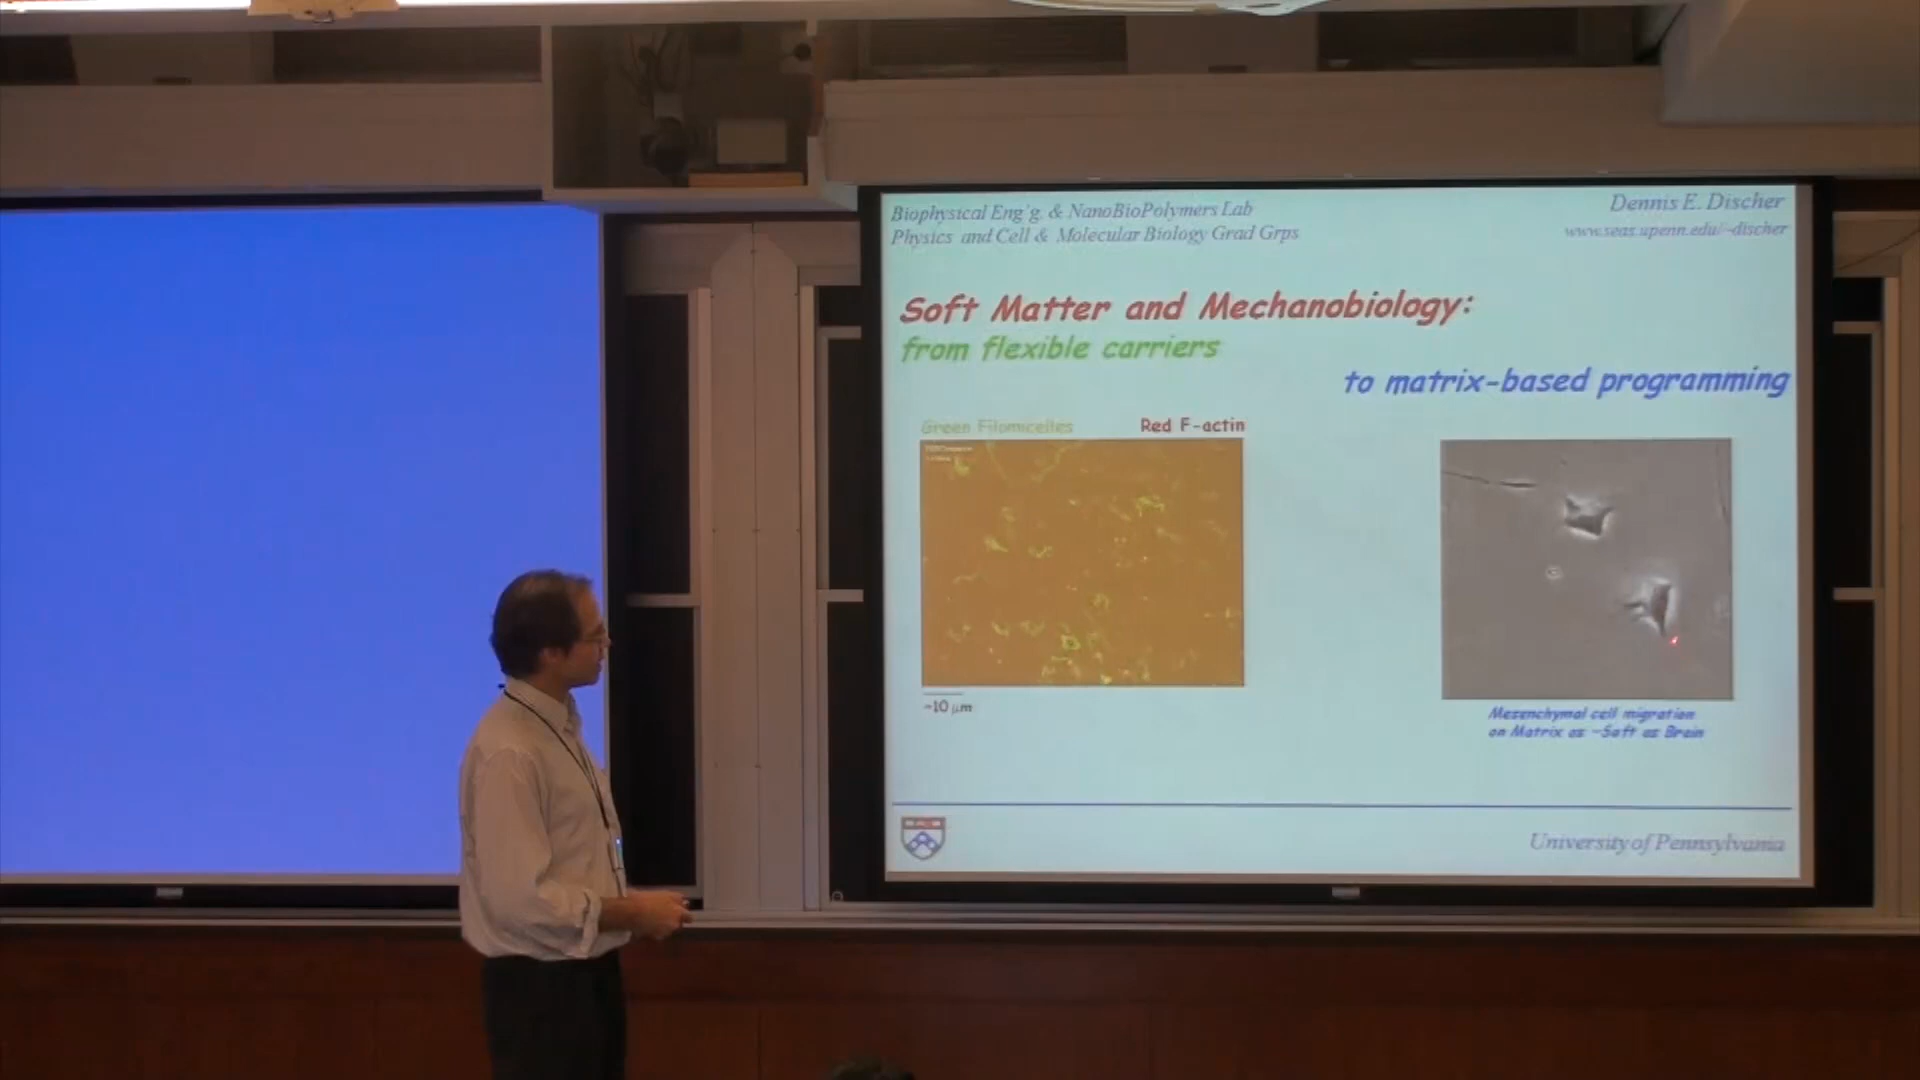 Biophysical Eng'g. & NanoBioPolymers Lab
Physics and Cell & Molecular Biology Grad Grps
Dennis E. Discher
www.seas.upenn.edu/~discher
Soft Matter and Mechanobiology:
from flexible carriers
to matrix-based programming
Green Filomicelles
Red F-actin
~10 µm
Mesenchymal cell migration
on Matrix as ~Soft as Brain
University of Pennsylvania